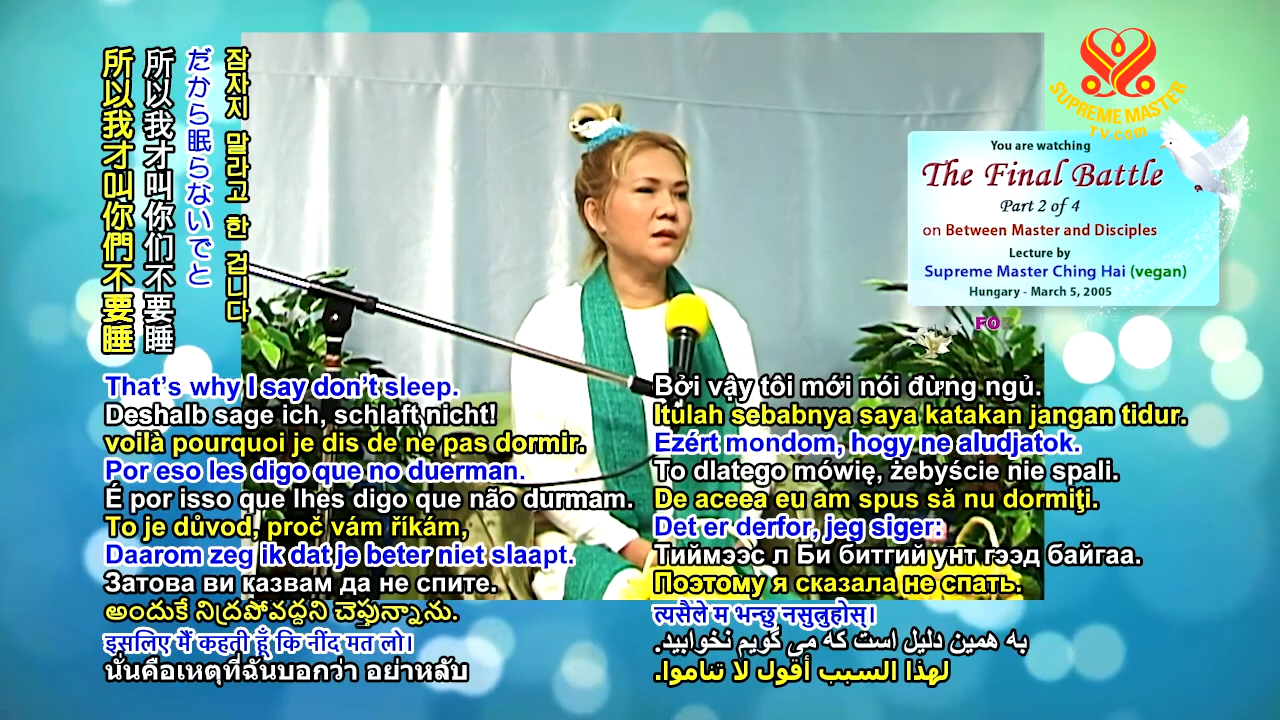 所以我才叫你們不要睡
所以我才叫你们不要睡
だから眠らないでと
잠자지 말라고 한 겁니다
SUPREME MASTER
TV.com
You are watching
The Final Battle
Part 2 of 4
on Between Master and Disciples
Lecture by
Supreme Master Ching Hai (vegan)
Hungary - March 5, 2005
FO
That's why I say don't sleep.
Deshalb sage ich, schlaft nicht!
voilà pourquoi je dis de ne pas dormir.
Por eso les digo que no duerman.
É por isso que lhes digo que não durmam.
To je důvod, proč vám říkám,
Daarom zeg ik dat je beter niet slaapt.
Затова ви казвам да не спите.
అందుకే నిద్రపోవద్దని చెప్తున్నాను.
इसलिए मैं कहती हूँ कि नींद मत लो।
นั่นคือเหตุที่ฉันบอกว่า อย่าหลับ
Bởi vậy tôi mới nói đừng ngủ.
Itulah sebabnya saya katakan jangan tidur.
Ezért mondom, hogy ne aludjatok.
To dlatego mówię, żebyście nie spali.
De aceea eu am spus să nu dormiţi.
Det er derfor, jeg siger:
Тиймээс л Би битгий унт гээд байгаа.
Поэтому я сказала не спать.
त्यसैले म भन्छु नसुत्नुहोस्।
به همین دلیل است که می گویم نخوابید.
لهذا السبب أقول لا تناموا.